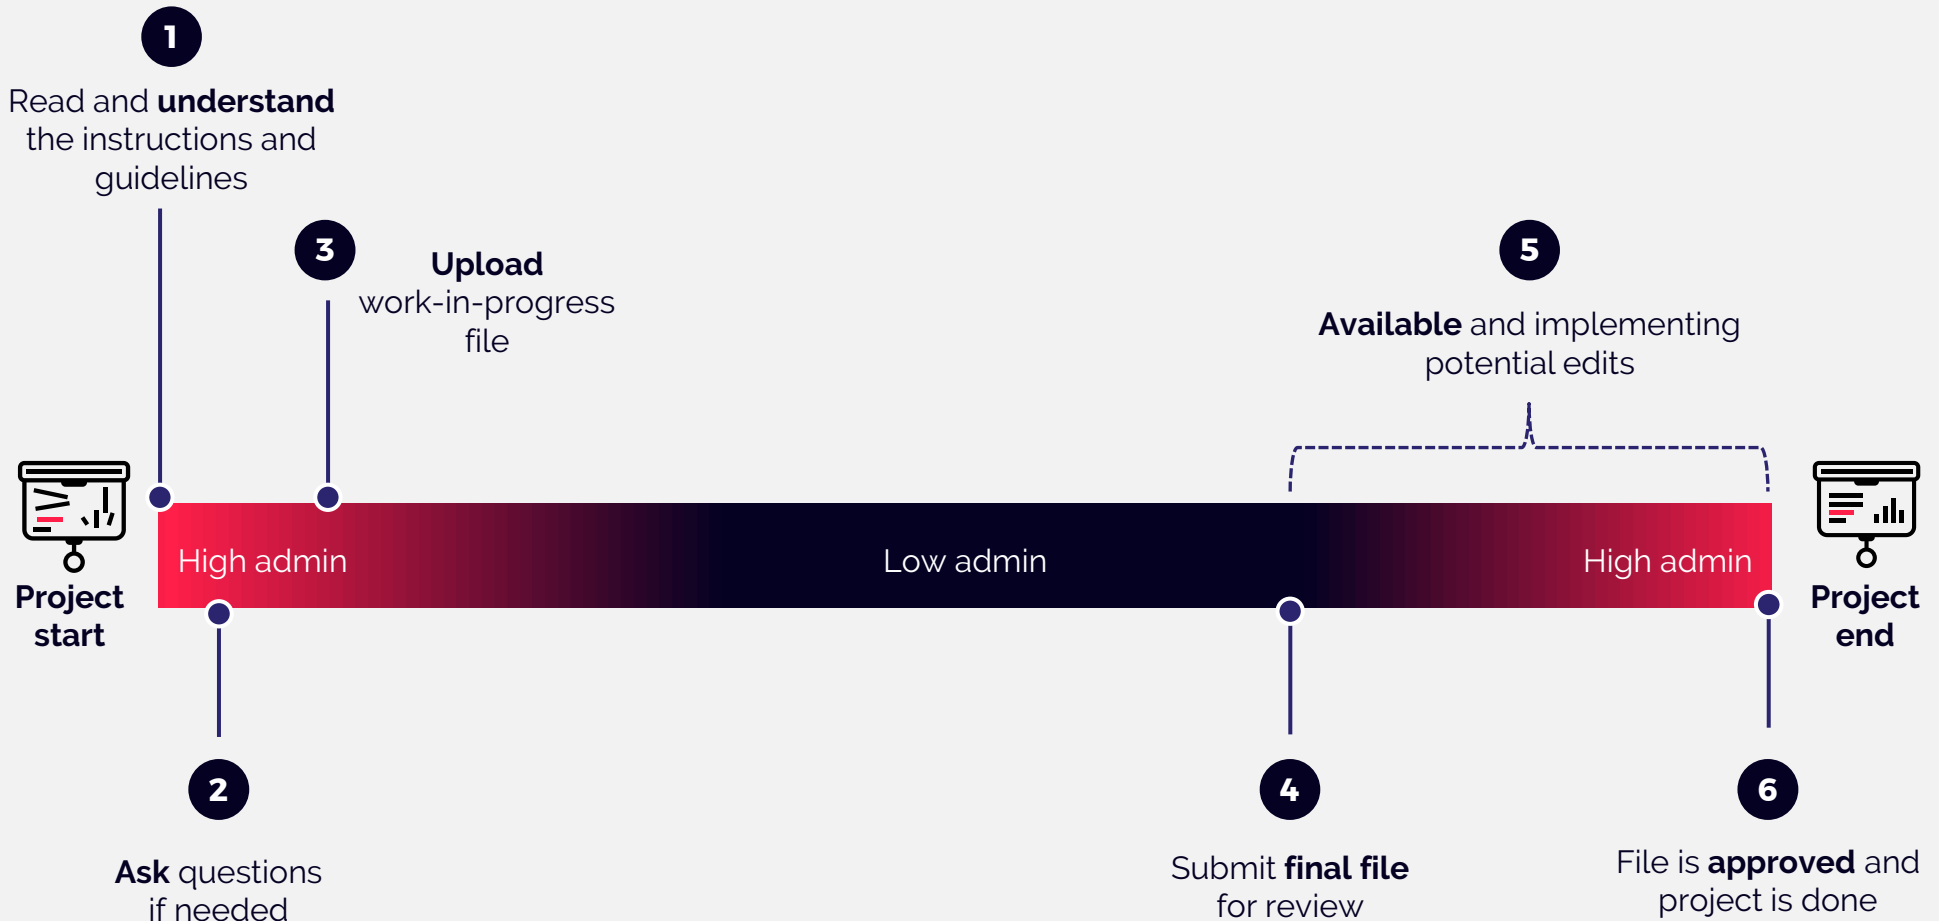 1
Read and understand
the instructions and
guidelines
3
Upload
work-in-progress
file
5
Available and implementing
potential edits
Project
start
High admin
Low admin
High admin
Project
end
2
Ask questions
if needed
4
Submit final file
for review
6
File is approved and
project is done